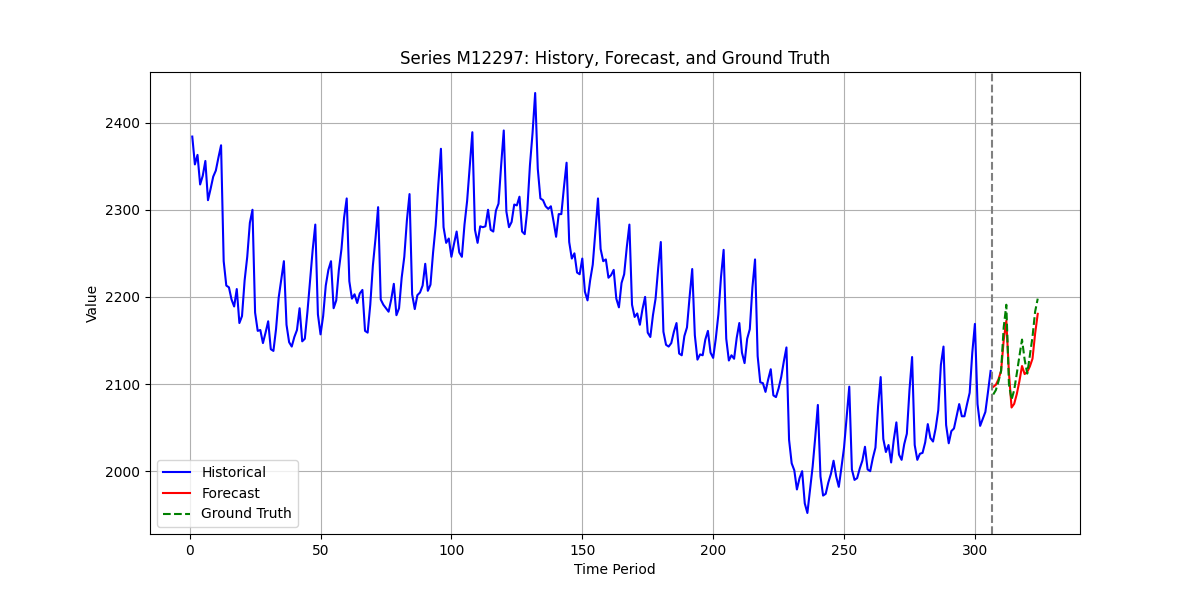 Series M12297: History, Forecast, and Ground Truth
Value
2400
2300
2200
2100
2000
Historical
Forecast
Ground Truth
0 50 100 150 200 250 300
Time Period